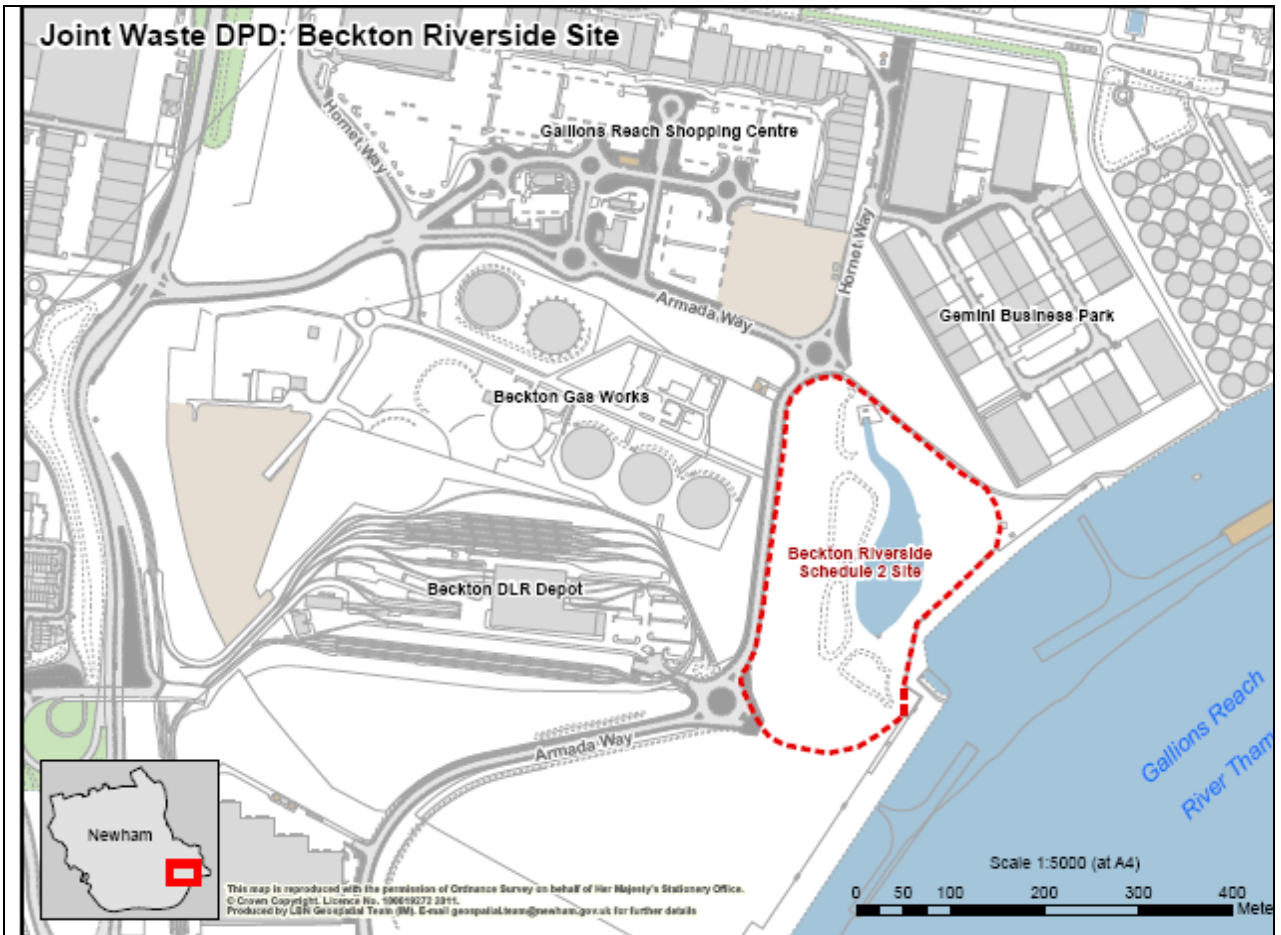 Joint Waste DPD: Beckton Riverside Site
Hornet Way
Gallions Reach Shopping Centre
Hornet Way
Armada Way
Gemini Business Park
Beckton Gas Works
Beckton Riverside
Schedule 2 Site
Beckton DLR Depot
Armada Way
Gallions Reach
River Tham
Newham
Scale 1:5000 (at A4)
0 50 100 200 300 400
Mete
This map is reproduced with the permission of Ordnance Survey on behalf of Her Majesty's Stationery Office.
© Crown Copyright. Licence No. 100019272 2011.
Produced by LBN Geospatial Team (IM). E-mail geospatial.team@newham.gov.uk for further details